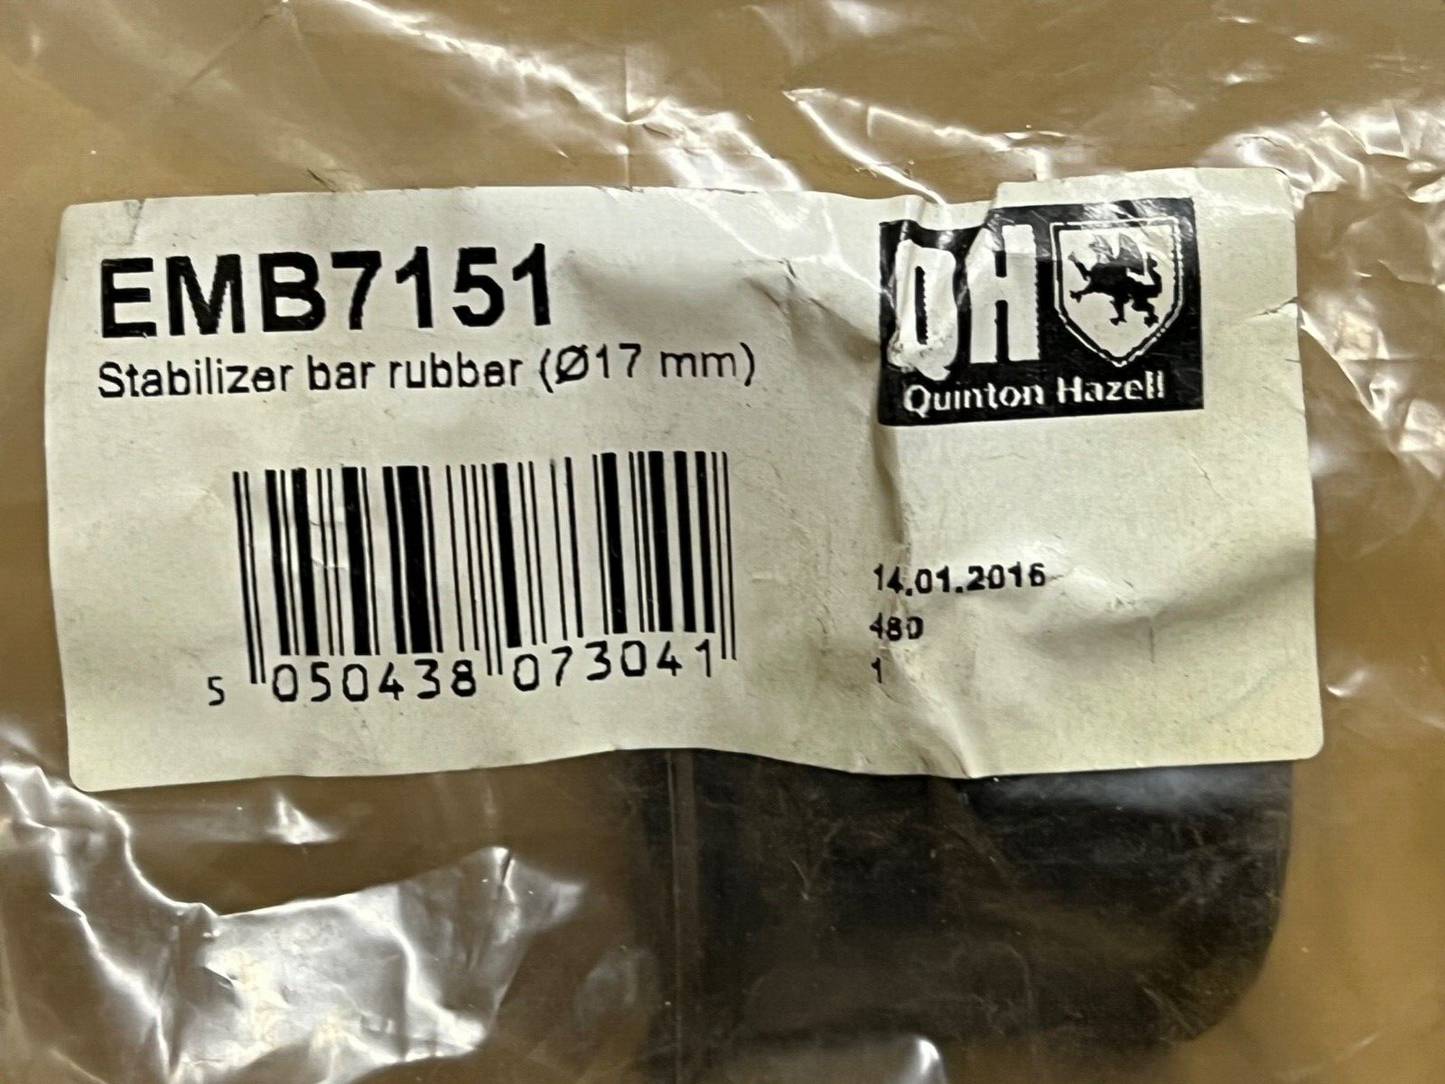 EMB7151
Stabilizer bar rubber (Ø17 mm)
QH
Quinton Hazell
5 050438 073041
14.01.2016
480
1